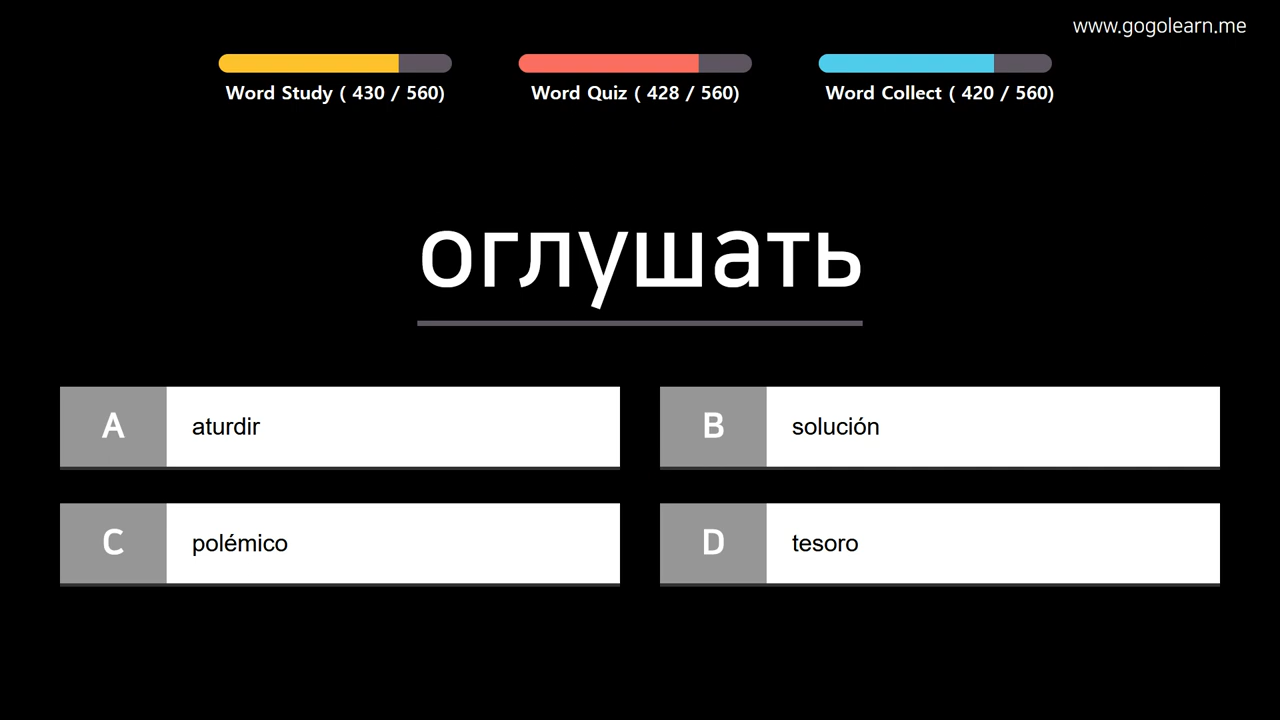 www.gogolearn.me
Word Study ( 430 / 560)
Word Quiz ( 428 / 560)
Word Collect ( 420 / 560)
оглушать
A aturdir
B solución
C polémico
D tesoro